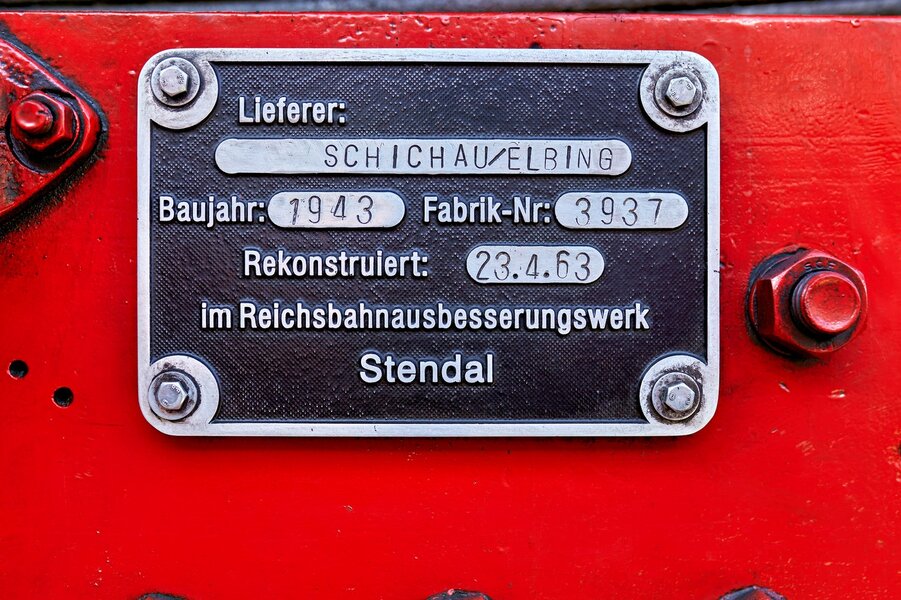 Lieferer:
SCHICHAU/ELBING
Baujahr: 1943 Fabrik-Nr: 3937
Rekonstruiert: 23.4.63
im Reichsbahnausbesserungswerk
Stendal